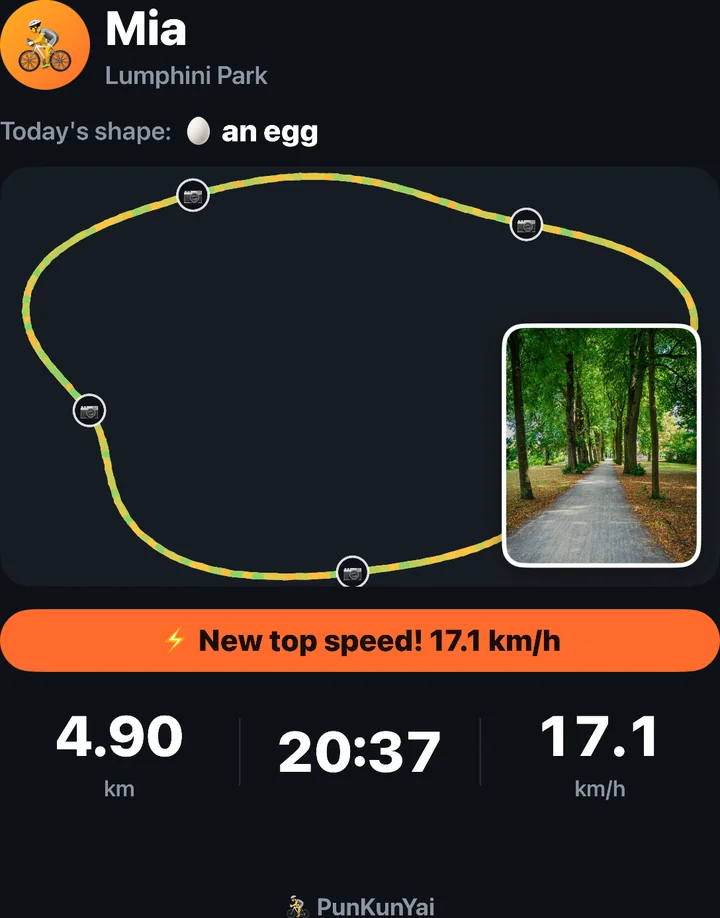 Mia
Lumphini Park
Today's shape: 🥚 an egg
⚡ New top speed! 17.1 km/h
4.90
km
20:37
17.1
km/h
PunKunYai